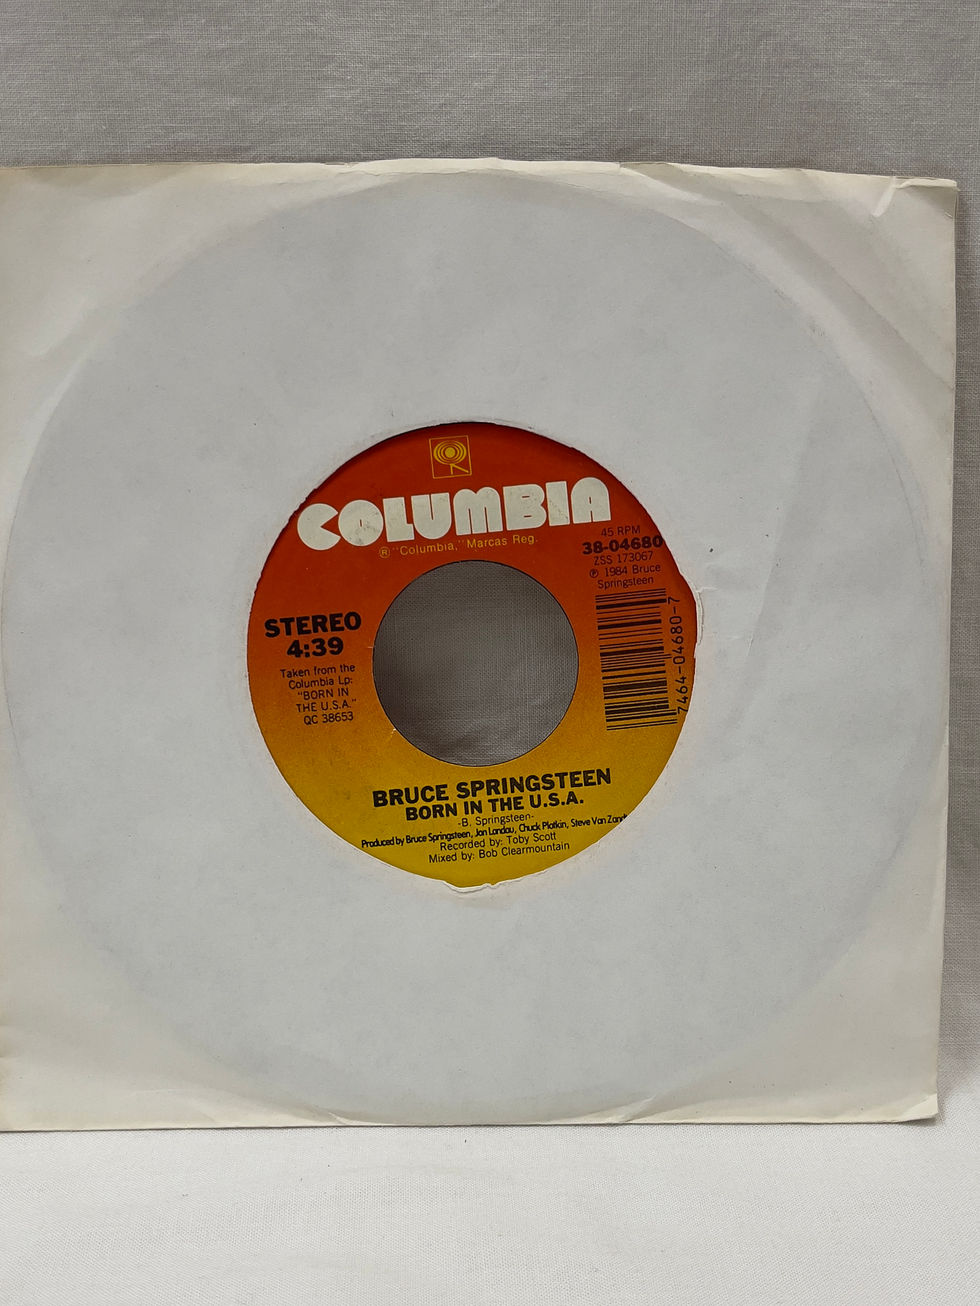 COLUMBIA
® "Columbia," Marcas Reg.
45 RPM
38-04680
ZSS 173067
℗ 1984 Bruce
Springsteen
STEREO
4:39
Taken from the
Columbia Lp:
"BORN IN
THE U.S.A."
QC 38653
7464-04680-7
BRUCE SPRINGSTEEN
BORN IN THE U.S.A.
-B. Springsteen-
Produced by Bruce Springsteen, Jon Landau, Chuck Plotkin, Steve Van
Recorded by: Toby Scott
Mixed by: Bob Clearmountain